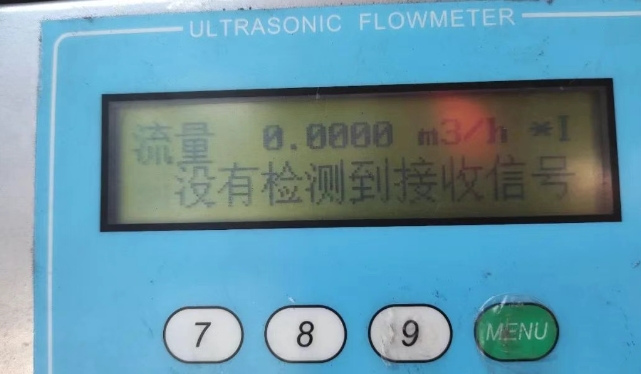 ULTRASONIC FLOWMETER
流量 0.0000 m3/h *I
没有检测到接收信号
7 8 9 MENU